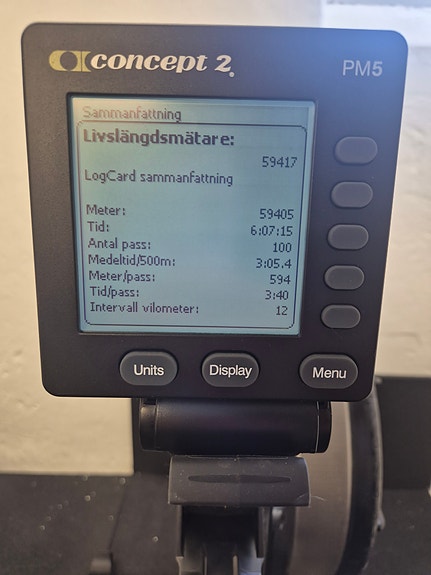 concept 2.
PM5
Sammanfattning
Livslängdsmätare:
59417
LogCard sammanfattning
Meter: 59405
Tid: 6:07:15
Antal pass: 100
Medeltid/500m: 3:05.4
Meter/pass: 594
Tid/pass: 3:40
Intervall vilometer: 12
Units Display Menu